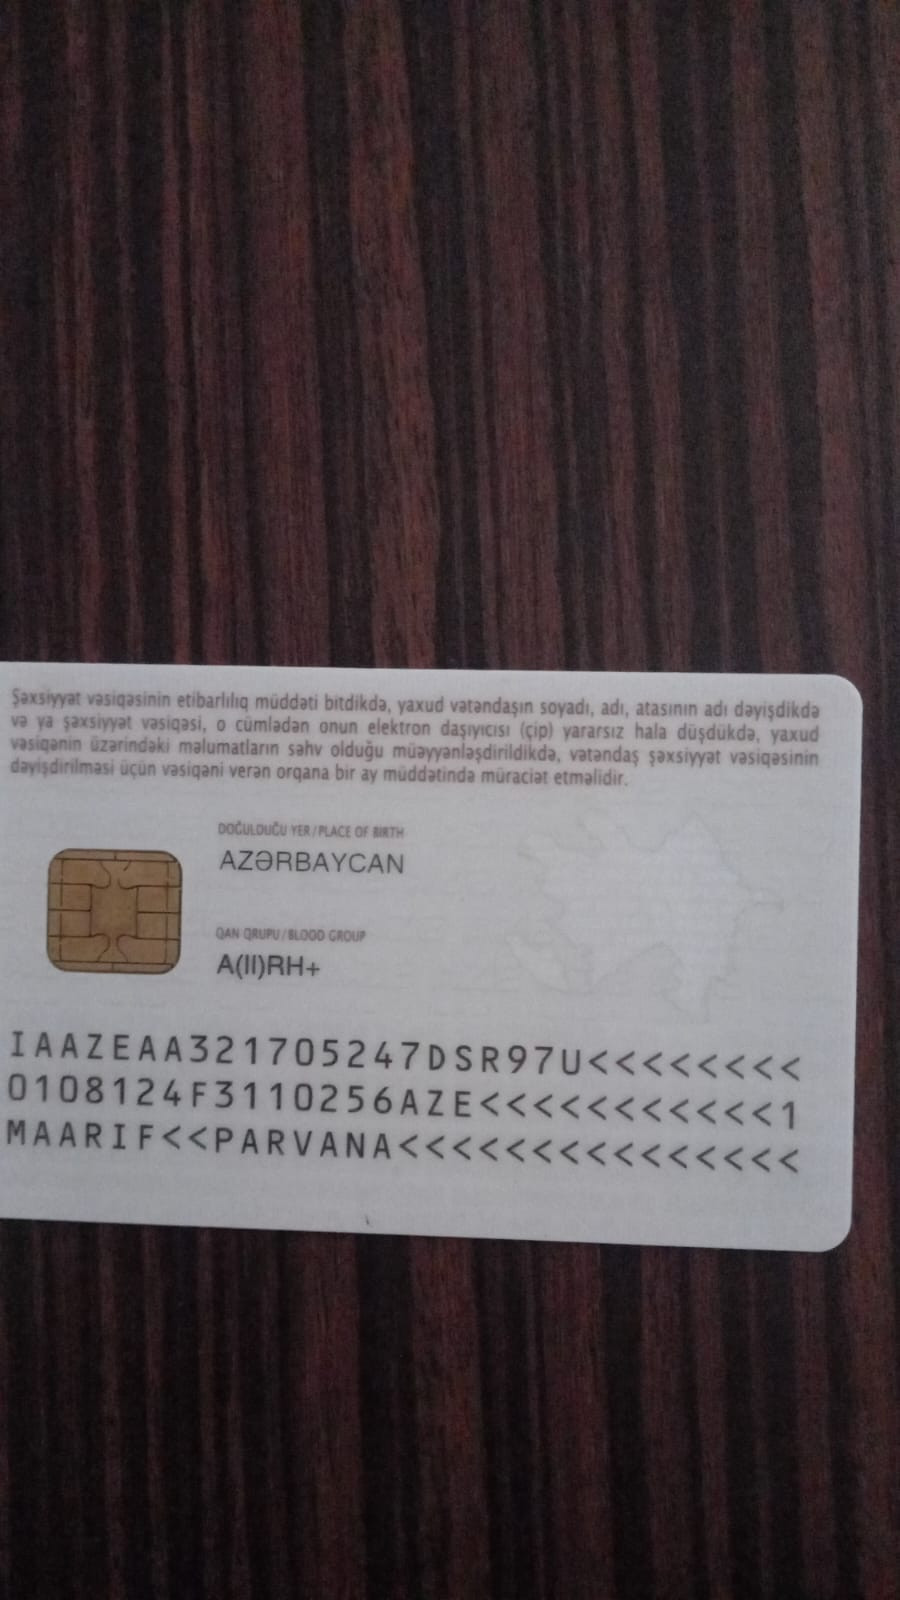 Şəxsiyyət vəsiqəsinin etibarlılıq müddəti bitdikdə, yaxud vətəndaşın soyadı, adı, atasının adı dəyişdikdə
və ya şəxsiyyət vəsiqəsi, o cümlədən onun elektron daşıyıcısı (çip) yararsız hala düşdükdə, yaxud
vəsiqənin üzərindəki məlumatların səhv olduğu müəyyənləşdirildikdə, vətəndaş şəxsiyyət vəsiqəsinin
dəyişdirilməsi üçün vəsiqəni verən orqana bir ay müddətində müraciət etməlidir.
DOĞULDUĞU YER/PLACE OF BIRTH
AZƏRBAYCAN
QAN QRUPU/BLOOD GROUP
A(II)RH+
IAAZEAA321705247DSR97U<<<<<<<<
0108124F3110256AZE<<<<<<<<<<<1
MAARIF<<PARVANA<<<<<<<<<<<<<<<